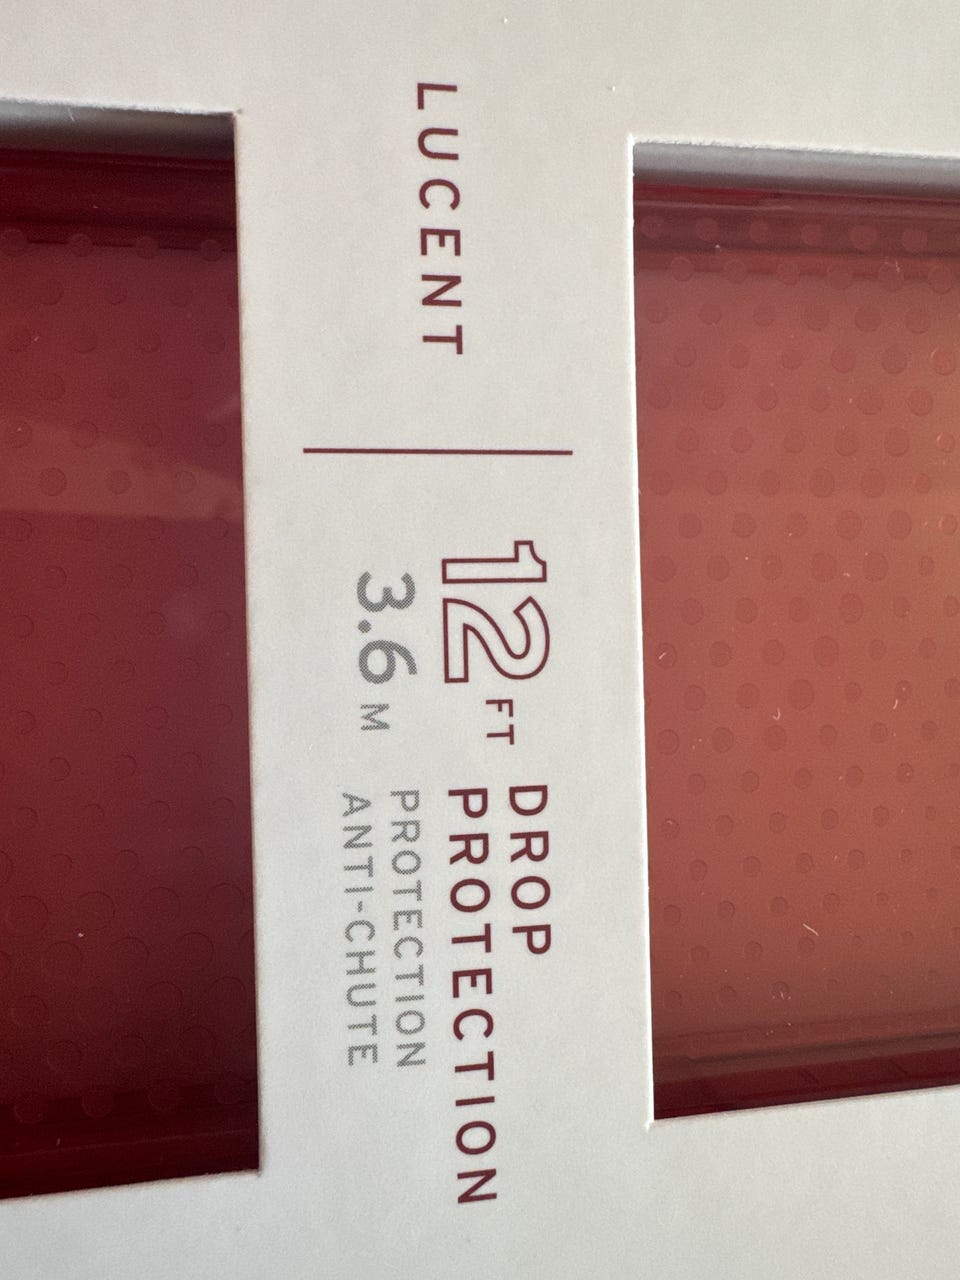 LUCENT
12 FT DROP
PROTECTION
3.6 M PROTECTION
ANTI-CHUTE